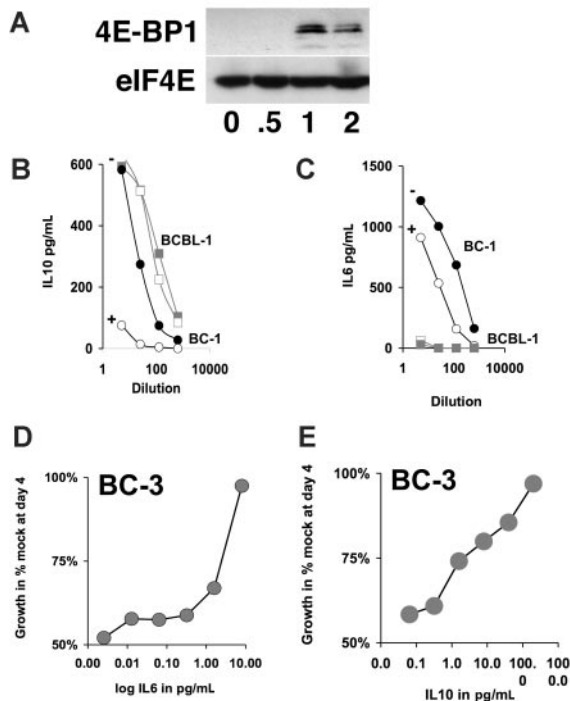 A
4E-BP1
eIF4E
0 .5 1 2
B
C
600
400
200
0
IL10 pg/mL
-
+
BCBL-1
BC-1
1 100 10000
Dilution
1500
1000
500
0
IL6 pg/mL
-
+
BC-1
BCBL-1
1 100 10000
Dilution
D
E
BC-3
100%
75%
50%
Growth in % mock at day 4
0.00 0.01 0.10 1.00 10.00
log IL6 in pg/mL
BC-3
100%
75%
50%
Growth in % mock at day 4
0.0 0.1 1.0 10.0 100. 100
0 0.0
IL10 in pg/mL